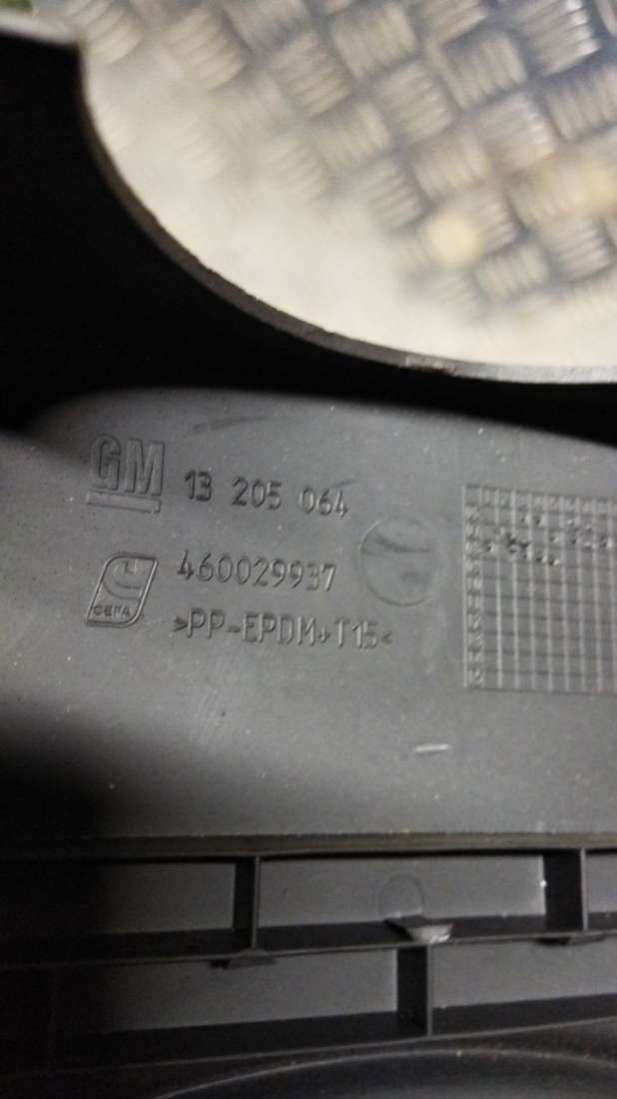 GM 13 205 064
460029937
CEFA
>PP-EPDM+T15<